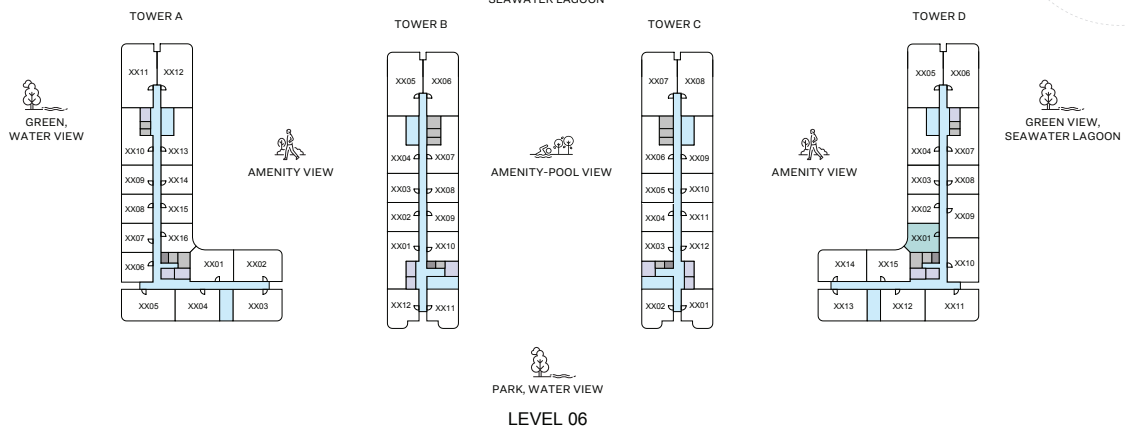 SEAWATER LAGOON
TOWER A
TOWER B
TOWER C
TOWER D
XX11 XX12
XX05 XX06
XX07 XX08
XX05 XX06
GREEN,
WATER VIEW
GREEN VIEW,
SEAWATER LAGOON
XX10 XX13
XX04 XX07
XX06 XX09
XX04 XX07
AMENITY VIEW
AMENITY-POOL VIEW
AMENITY VIEW
XX09 XX14
XX03 XX08
XX05 XX10
XX03 XX08
XX08 XX15
XX02 XX09
XX04 XX11
XX02 XX09
XX07 XX16
XX01 XX10
XX03 XX12
XX01
XX06 XX01 XX02
XX14 XX15 XX10
XX05 XX04 XX03
XX12 XX11
XX02 XX01
XX13 XX12 XX11
PARK, WATER VIEW
LEVEL 06